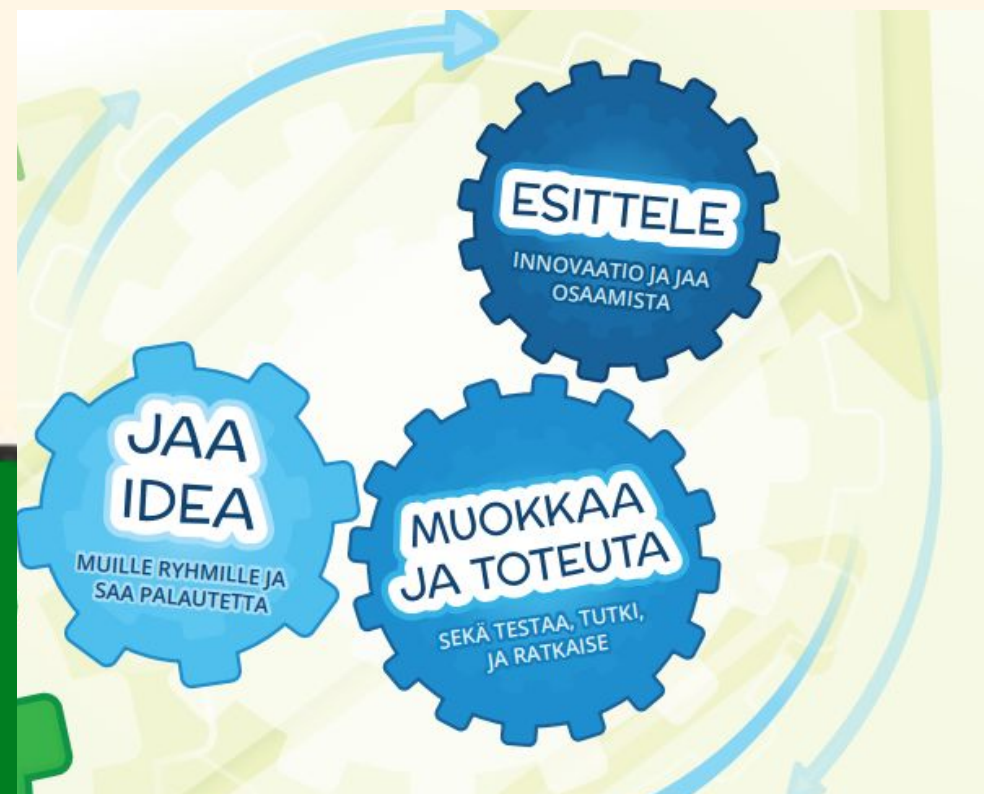 ESITTELE
INNOVAATIO JA JAA
OSAAMISTA
JAA
IDEA
MUILLE RYHMILLE JA
SAA PALAUTETTA
MUOKKAA
JA TOTEUTA
SEKÄ TESTAA, TUTKI,
JA RATKAISE